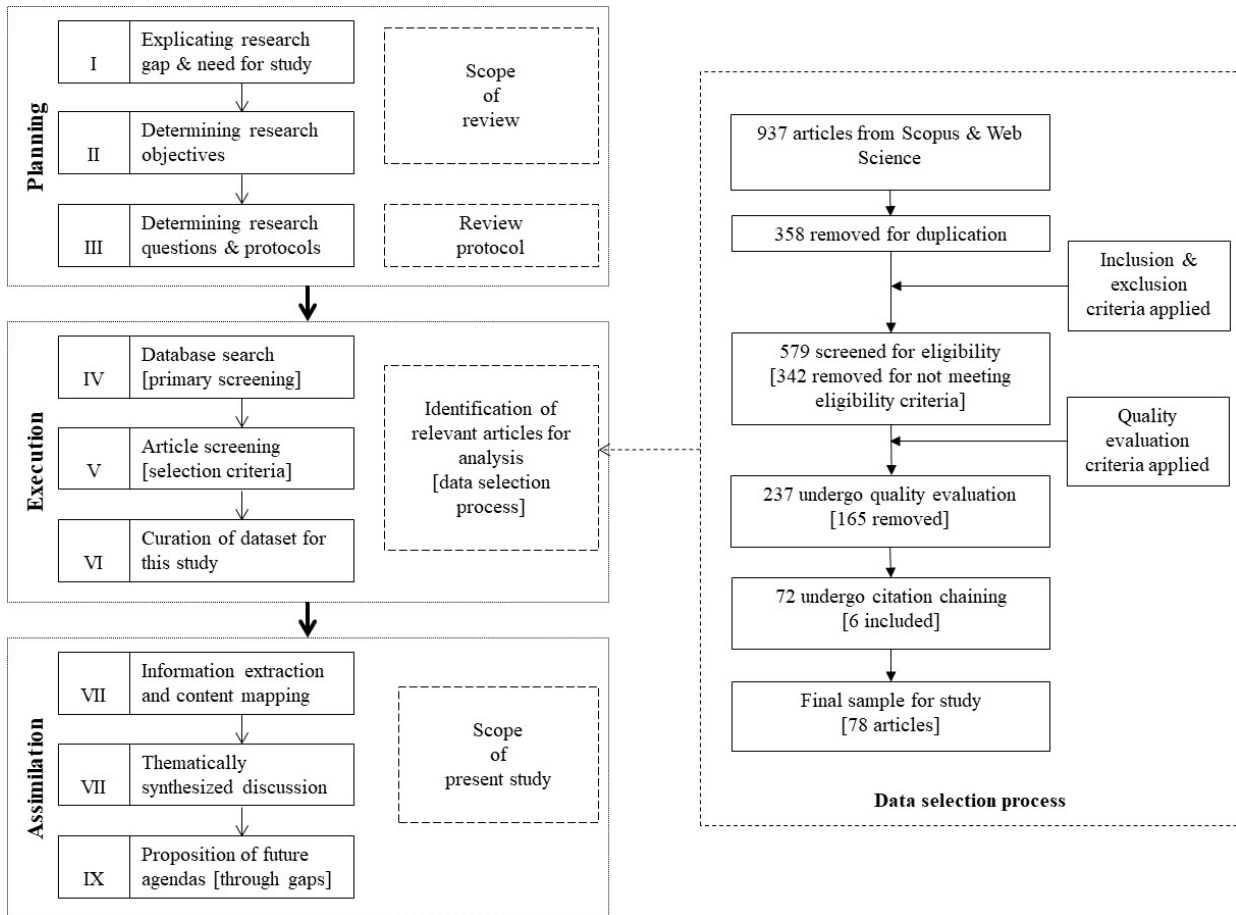 Planning
I
Explicating research
gap & need for study
II
Determining research
objectives
III
Determining research
questions & protocols
Scope
of
review
Review
protocol
Execution
IV
Database search
[primary screening]
V
Article screening
[selection criteria]
VI
Curation of dataset for
this study
Identification of
relevant articles for
analysis
[data selection
process]
Assimilation
VII
Information extraction
and content mapping
VII
Thematically
synthesized discussion
IX
Proposition of future
agendas [through gaps]
Scope
of
present study
937 articles from Scopus & Web
Science
358 removed for duplication
Inclusion &
exclusion
criteria applied
579 screened for eligibility
[342 removed for not meeting
eligibility criteria]
Quality
evaluation
criteria applied
237 undergo quality evaluation
[165 removed]
72 undergo citation chaining
[6 included]
Final sample for study
[78 articles]
Data selection process